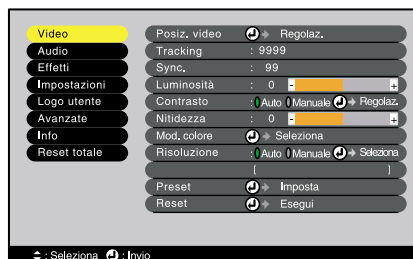 Video
Audio
Effetti
Impostazioni
Logo utente
Avanzate
Info
Reset totale
Posiz. video Regolaz.
Tracking : 9999
Sync. : 99
Luminosità : 0 - +
Contrasto : Auto Manuale Regolaz.
Nitidezza : 0 - +
Mod. colore Seleziona
Risoluzione : Auto Manuale Seleziona
[ ]
Preset Imposta
Reset Esegui
: Seleziona : Invio